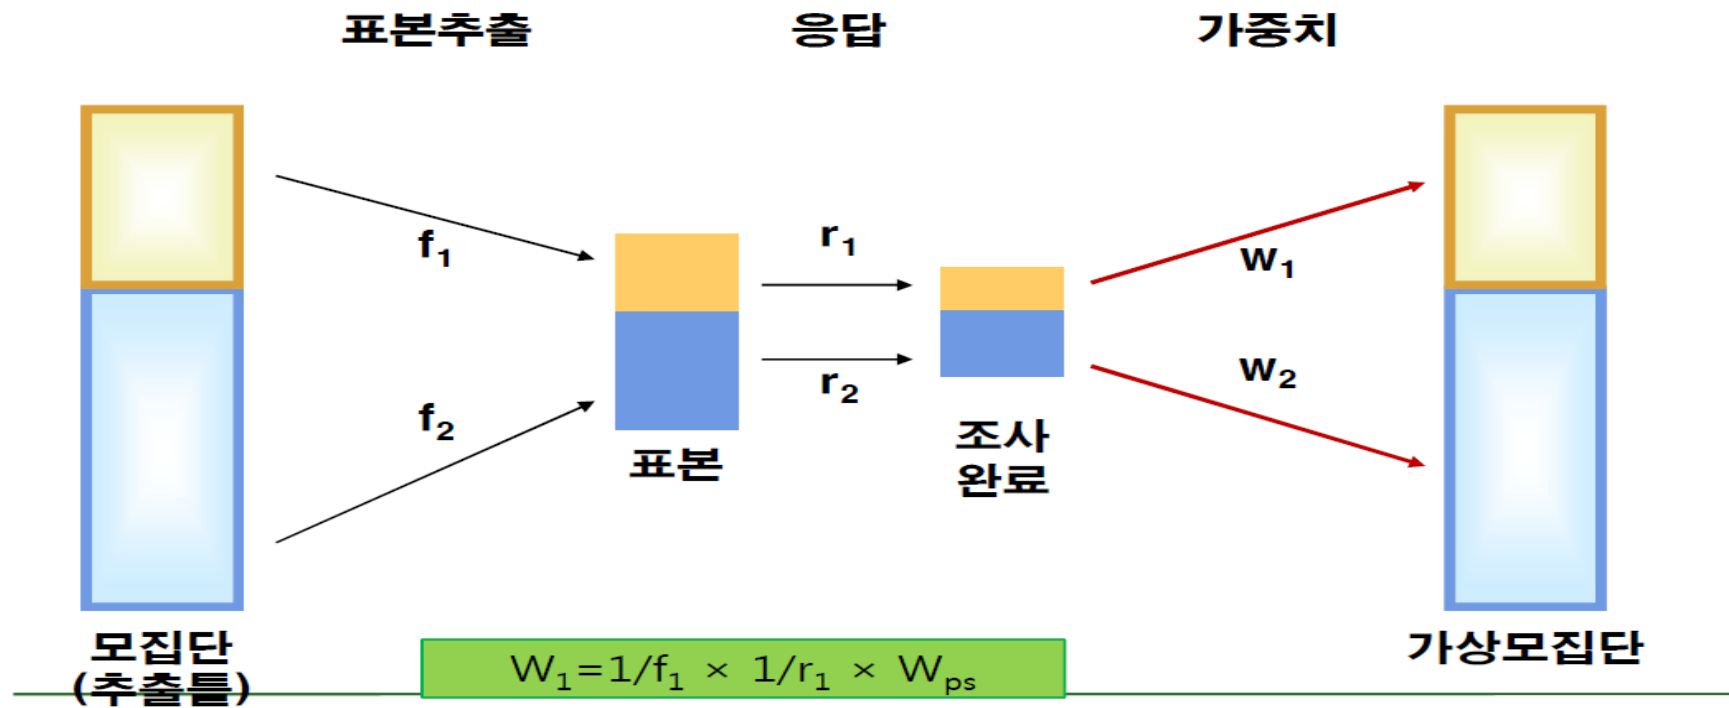 표본추출
응답
가중치
f₁
r₁
w₁
f₂
r₂
w₂
표본
조사
완료
모집단
(추출틀)
W₁=1/f₁ × 1/r₁ × Wₚₛ
가상모집단